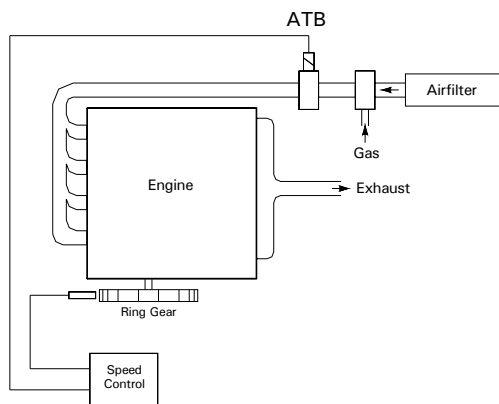 ATB
Airfilter
Gas
Engine
Exhaust
Ring Gear
Speed
Control